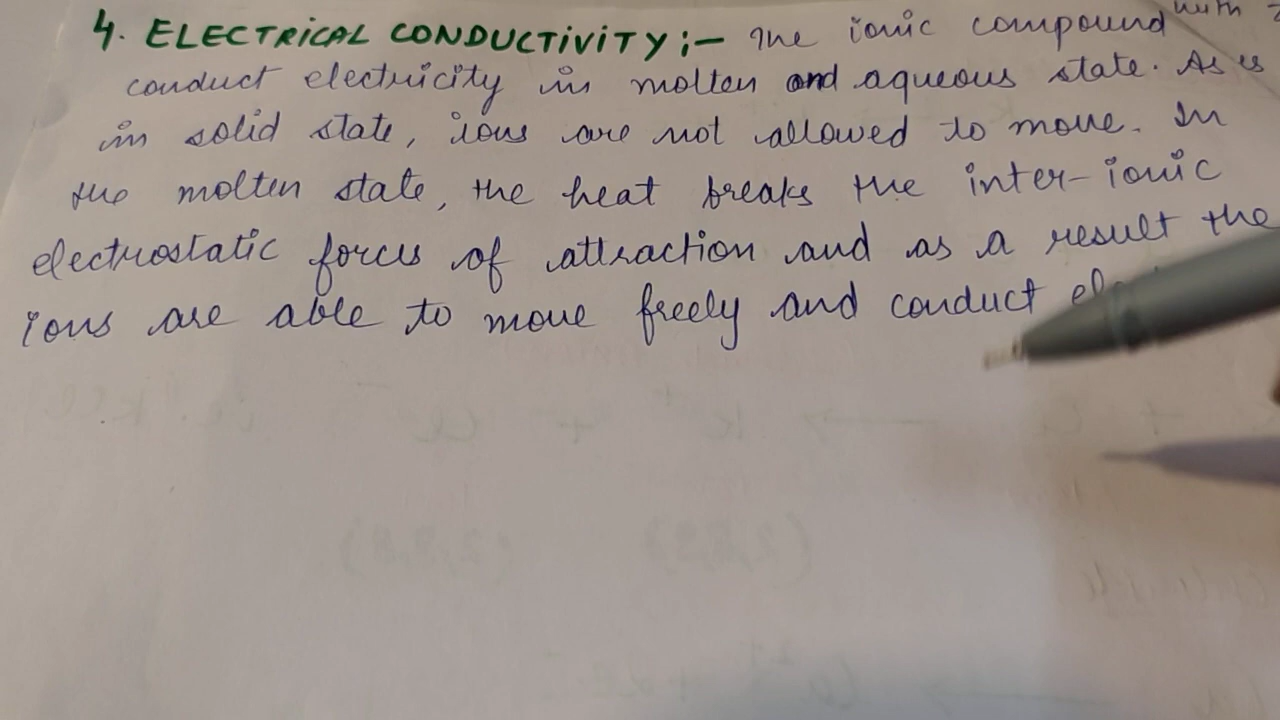 4. ELECTRICAL CONDUCTIVITY :- The ionic compound with
conduct electricity in molten and aqueous state. As
in solid state, ions are not allowed to move. In
the molten state, the heat breaks the inter-ionic
electrostatic forces of attraction and as a result the
ions are able to move freely and conduct